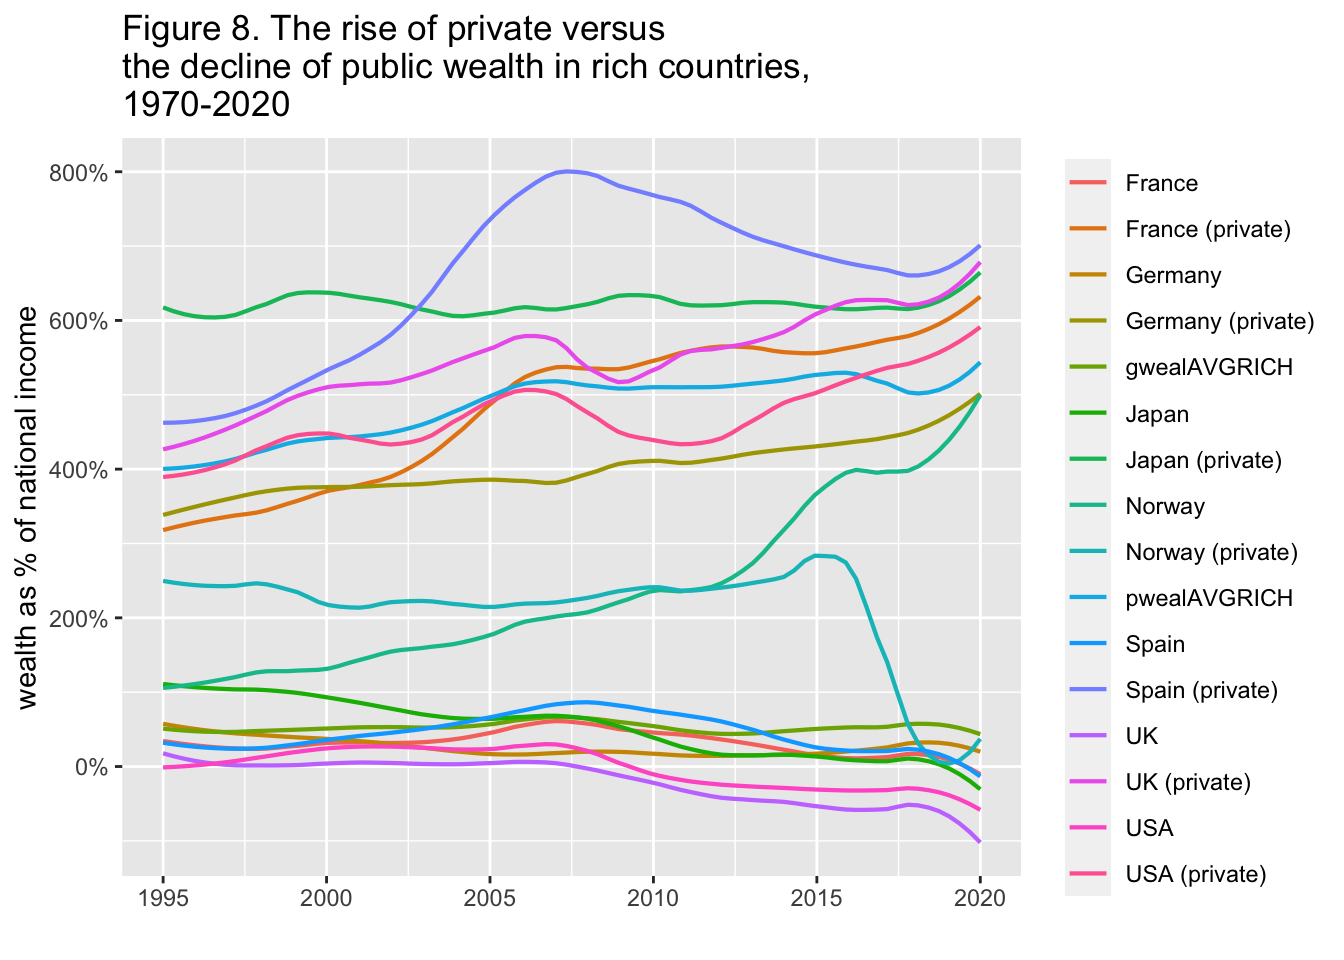 Figure 8. The rise of private versus
the decline of public wealth in rich countries,
1970-2020
wealth as % of national income
800%
600%
400%
200%
0%
1995 2000 2005 2010 2015 2020
France
France (private)
Germany
Germany (private)
gwealAVGRICH
Japan
Japan (private)
Norway
Norway (private)
pwealAVGRICH
Spain
Spain (private)
UK
UK (private)
USA
USA (private)